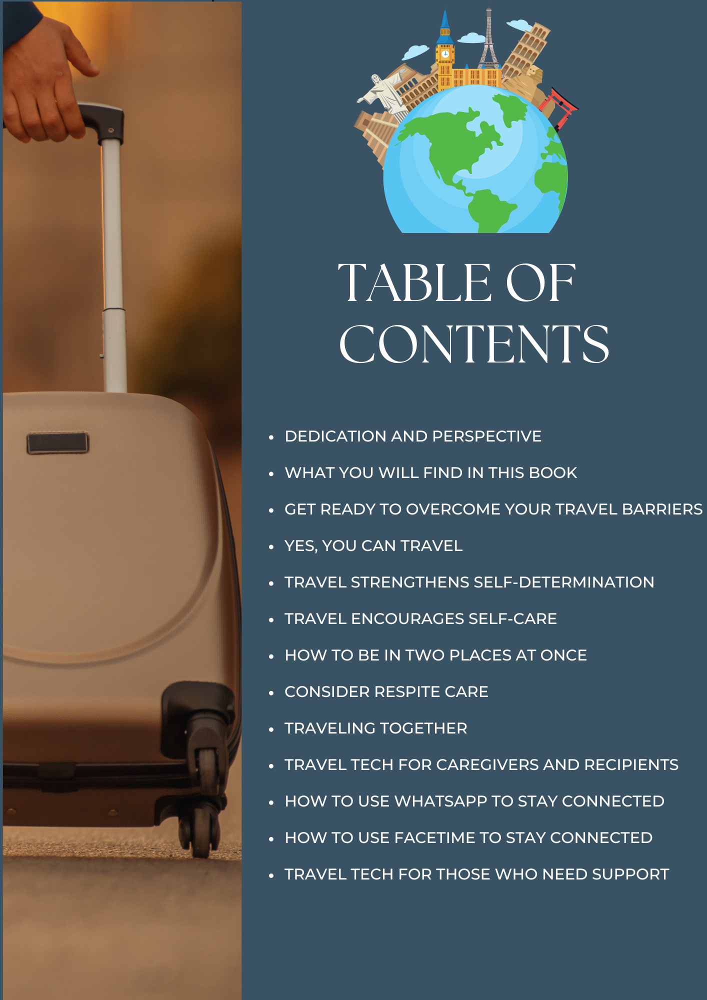 TABLE OF
CONTENTS
• DEDICATION AND PERSPECTIVE
• WHAT YOU WILL FIND IN THIS BOOK
• GET READY TO OVERCOME YOUR TRAVEL BARRIERS
• YES, YOU CAN TRAVEL
• TRAVEL STRENGTHENS SELF-DETERMINATION
• TRAVEL ENCOURAGES SELF-CARE
• HOW TO BE IN TWO PLACES AT ONCE
• CONSIDER RESPITE CARE
• TRAVELING TOGETHER
• TRAVEL TECH FOR CAREGIVERS AND RECIPIENTS
• HOW TO USE WHATSAPP TO STAY CONNECTED
• HOW TO USE FACETIME TO STAY CONNECTED
• TRAVEL TECH FOR THOSE WHO NEED SUPPORT